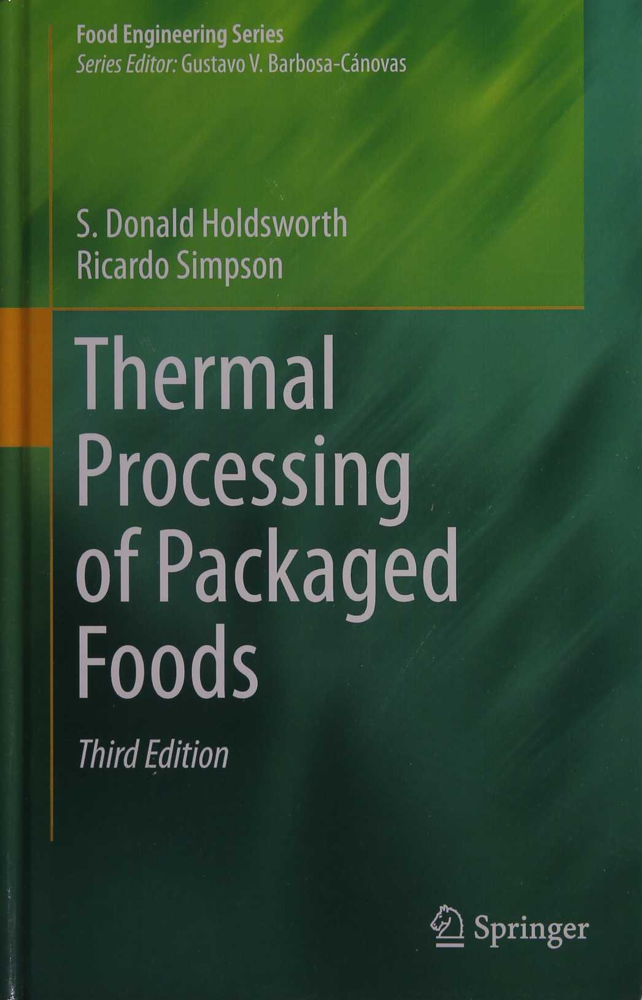 Food Engineering Series
Series Editor: Gustavo V. Barbosa-Cánovas
S. Donald Holdsworth
Ricardo Simpson
Thermal
Processing
of Packaged
Foods
Third Edition
Springer